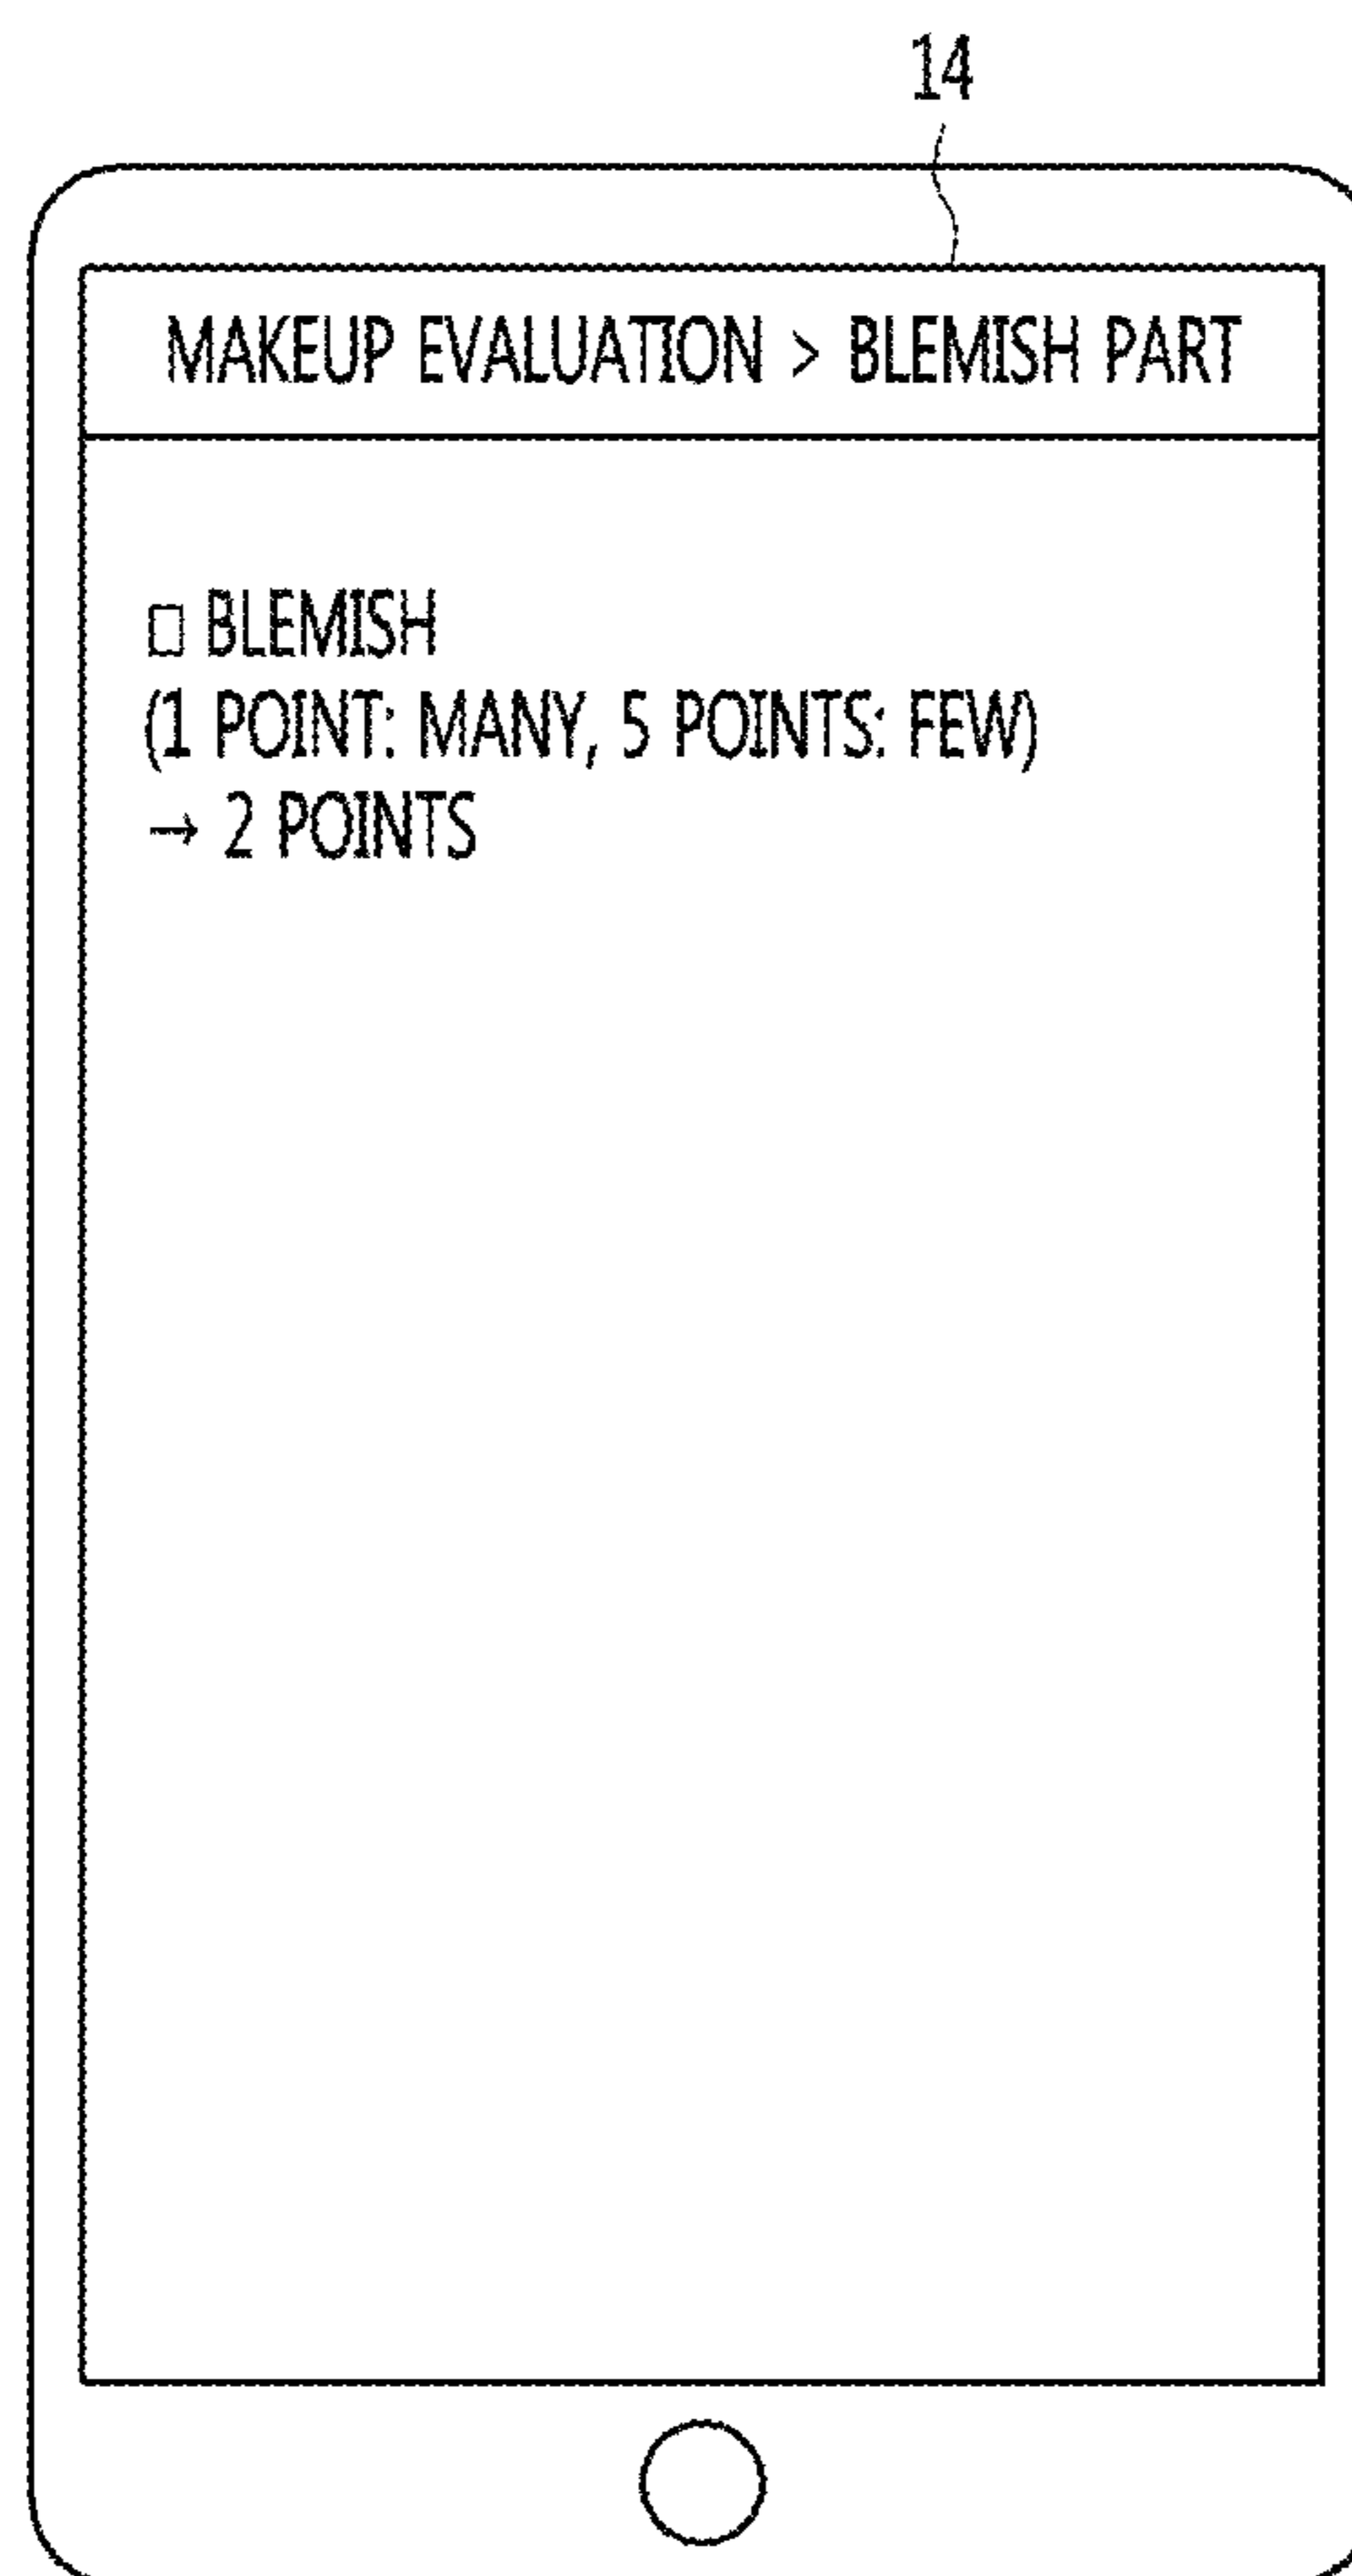 14
MAKEUP EVALUATION > BLEMISH PART
□ BLEMISH
(1 POINT: MANY, 5 POINTS: FEW)
→ 2 POINTS